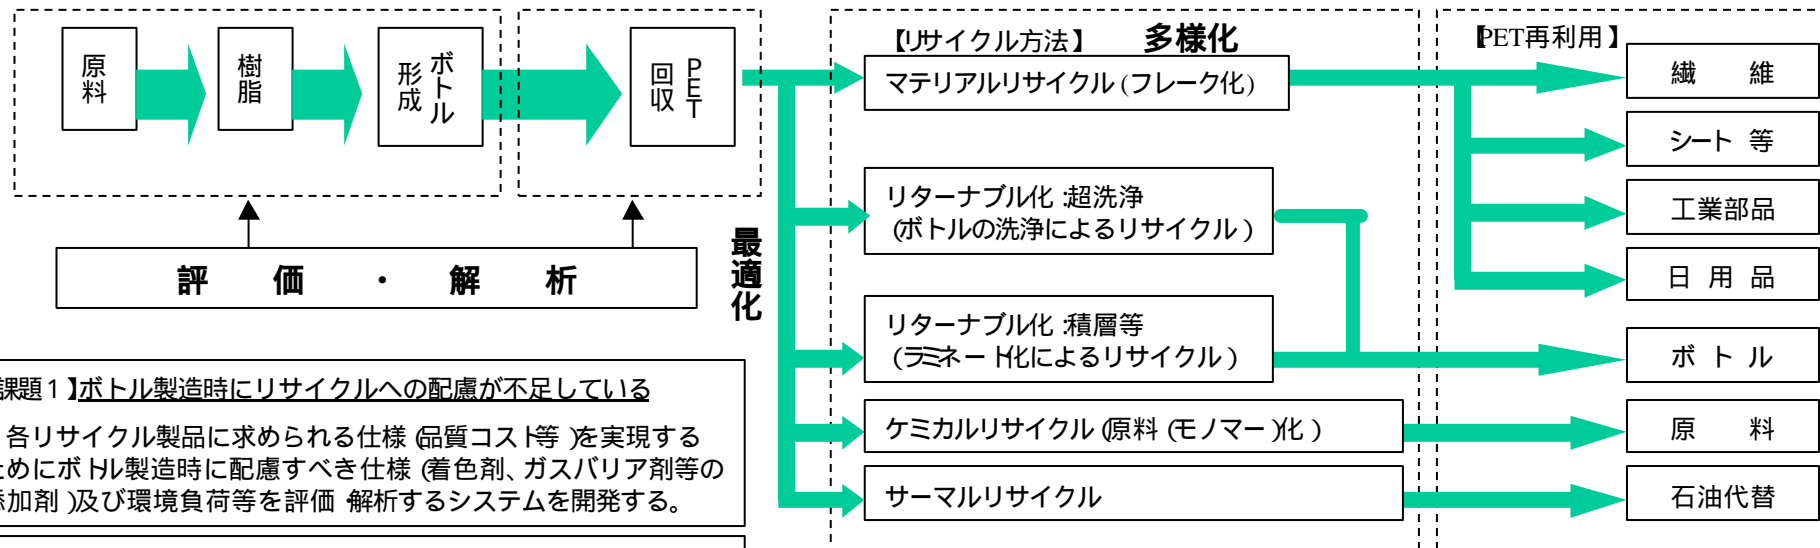 原料
樹脂
ボトル
形成
PET
回収
評価・解析
最適化
【リサイクル方法】 多様化
マテリアルリサイクル(フレーク化)
リターナブル化:超洗浄
(ボトルの洗浄によるリサイクル)
リターナブル化:積層等
(ラミネート化によるリサイクル)
ケミカルリサイクル(原料(モノマー)化)
サーマルリサイクル
【PET再利用】
繊 維
シート 等
工業部品
日 用 品
ボ ト ル
原 料
石油代替
課題1】ボトル製造時にリサイクルへの配慮が不足している
各リサイクル製品に求められる仕様(品質コスト等)を実現する
ためにボトル製造時に配慮すべき仕様(着色剤、ガスバリア剤等の
添加剤)及び環境負荷等を評価・解析するシステムを開発する。